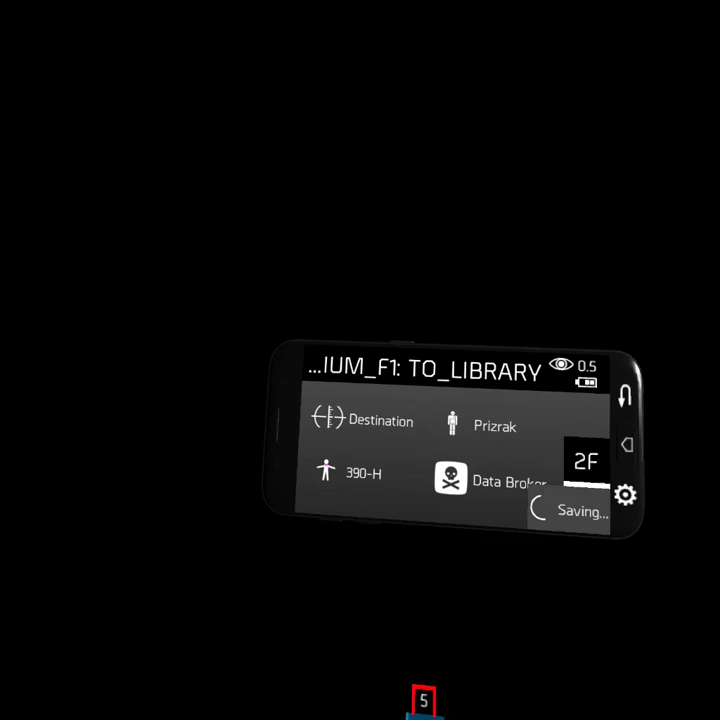 ...IUM_F1: TO_LIBRARY
0.5
Destination
Prizrak
2F
390-H
Data Broker
Saving...
5